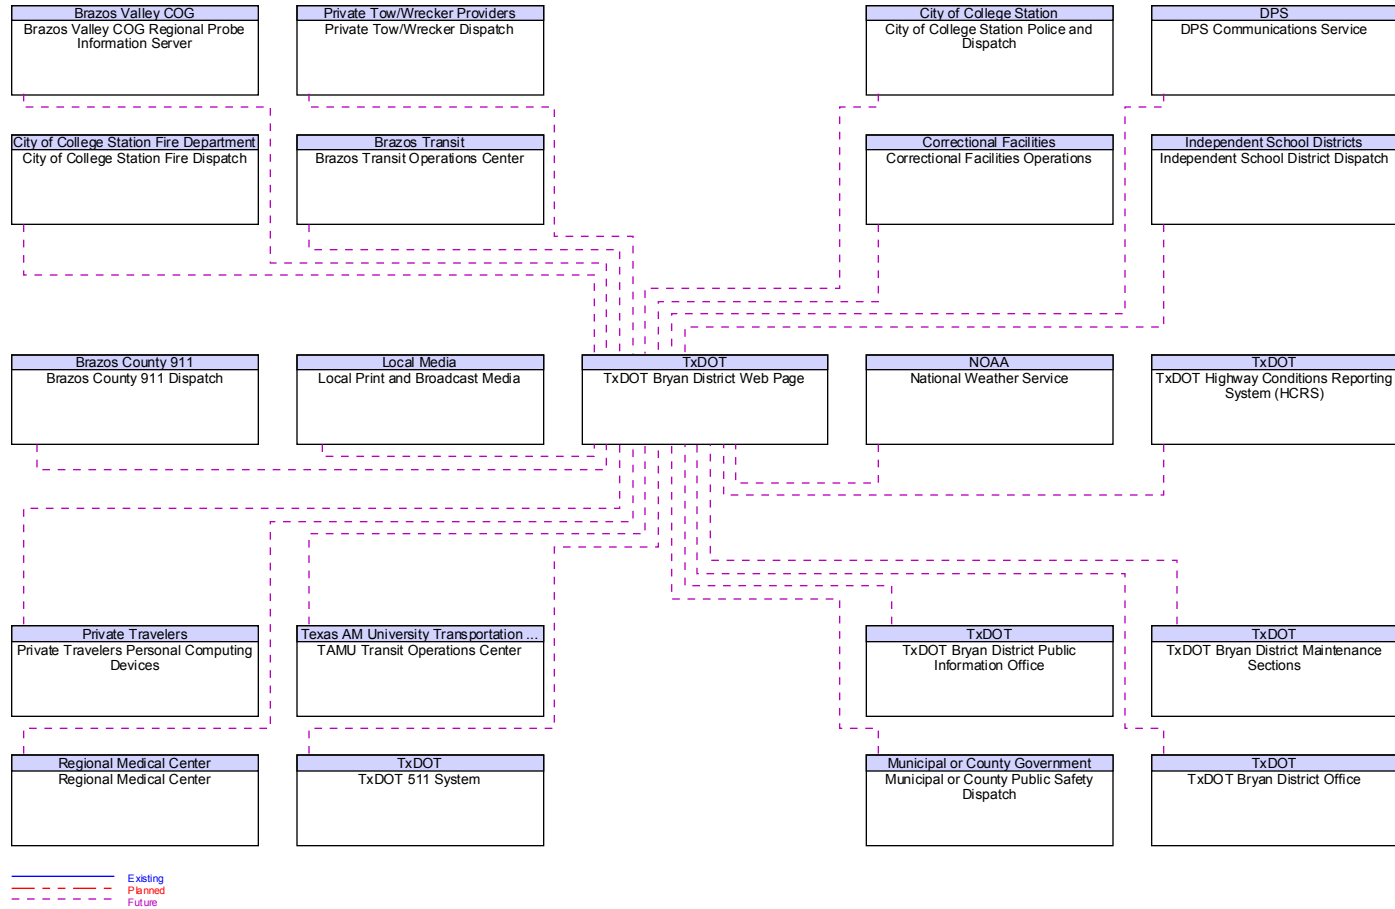 Brazos Valley COG
Brazos Valley COG Regional Probe
Information Server
Private Tow/Wrecker Providers
Private Tow/Wrecker Dispatch
City of College Station
City of College Station Police and
Dispatch
DPS
DPS Communications Service
City of College Station Fire Department
City of College Station Fire Dispatch
Brazos Transit
Brazos Transit Operations Center
Correctional Facilities
Correctional Facilities Operations
Independent School Districts
Independent School District Dispatch
Brazos County 911
Brazos County 911 Dispatch
Local Media
Local Print and Broadcast Media
TxDOT
TxDOT Bryan District Web Page
NOAA
National Weather Service
TxDOT
TxDOT Highway Conditions Reporting
System (HCRS)
Private Travelers
Private Travelers Personal Computing
Devices
Texas AM University Transportation ...
TAMU Transit Operations Center
TxDOT
TxDOT Bryan District Public
Information Office
TxDOT
TxDOT Bryan District Maintenance
Sections
Regional Medical Center
Regional Medical Center
TxDOT
TxDOT 511 System
Municipal or County Government
Municipal or County Public Safety
Dispatch
TxDOT
TxDOT Bryan District Office
Existing
Planned
Future